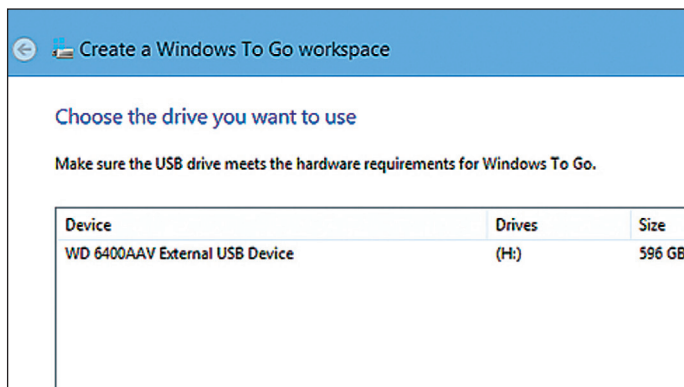 Create a Windows To Go workspace
Choose the drive you want to use
Make sure the USB drive meets the hardware requirements for Windows To Go.
Device Drives Size
WD 6400AAV External USB Device (H:) 596 GB